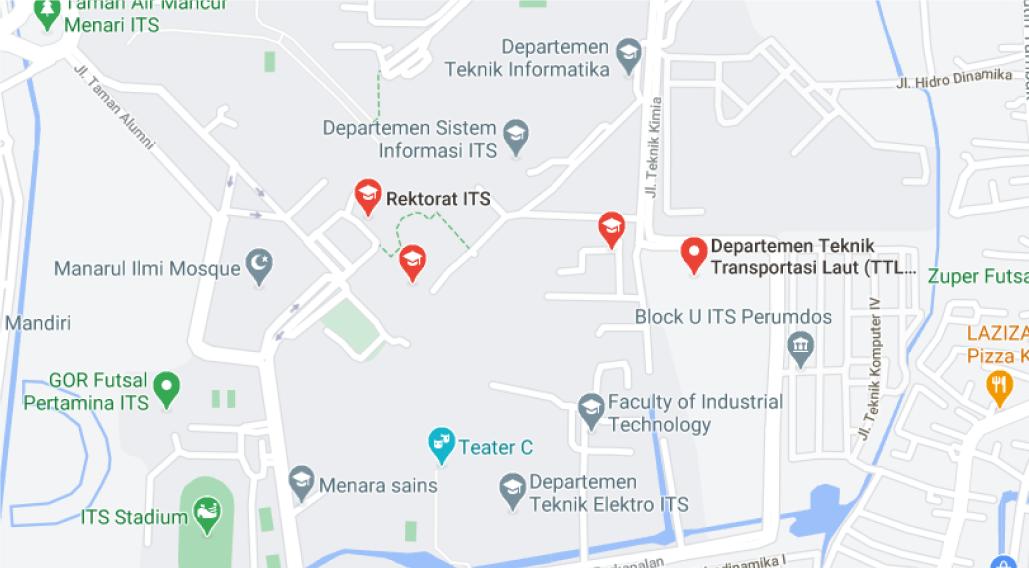 Taman Air Mancur
Menari ITS
Departemen
Teknik Informatika
Jl. Hidro Dinamika
Jl. Taman Alumni
Jl. Teknik Kimia
Departemen Sistem
Informasi ITS
Rektorat ITS
Departemen Teknik
Transportasi Laut (TTL...
Manarul Ilmi Mosque
Zuper Futsa
Mandiri
Block U ITS Perumdos
LAZIZA
Pizza K
Jl. Teknik Komputer IV
GOR Futsal
Pertamina ITS
Faculty of Industrial
Technology
Teater C
Menara sains
Departemen
Teknik Elektro ITS
ITS Stadium